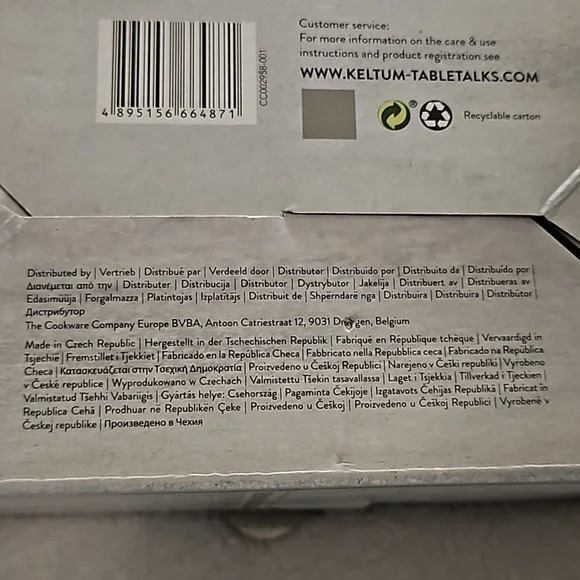 Customer service:
For more information on the care & use
instructions and product registration see
WWW.KELTUM-TABLETALKS.COM
Recyclable carton
4 895156 664871
CC002958-001
Distributed by | Vertrieb | Distribué par | Verdeeld door | Distributør | Distribuido por | Distribuito da | Distribuído por |
Διανέμεται από την | Distributer | Distribucija | Distributor | Dystrybutor | Jakelija | Distribuert av | Distribueras av |
Edasimüüja | Forgalmazza | Platintojas | Izplatītājs | Distribuit de | Shpërndarë nga | Distribuira | Distribuira | Distribútor |
Дистрибутор
The Cookware Company Europe BVBA, Antoon Catriestraat 12, 9031 Belgium
Made in Czech Republic | Hergestellt in der Tschechischen Republik | Fabriqué en République tchèque | Vervaardigd in
Tsjechië | Fremstillet i Tjekkiet | Fabricado en la República Checa | Fabbricato nella Repubblica ceca | Fabricado na República
Checa | Κατασκευάζεται στην Τσεχική Δημοκρατία | Proizvedeno u Češkoj Republici | Narejeno v Češki republiki | Vyrobeno
v České republice | Wyprodukowano w Czechach | Valmistettu Tšekin tasavallassa | Laget i Tsjekkia | Tillverkad i Tjeckien |
Valmistatud Tšehhi Vabariigis | Gyártás helye: Csehország | Pagaminta Čekijoje | Izgatavots Čehijas Republikā | Fabricat în
Republica Cehă | Prodhuar në Republikën Çeke | Proizvedeno u Češkoj | Proizvedeno u Češkoj Republici | Vyrobené v
Českej republike | Произведено в Чехия